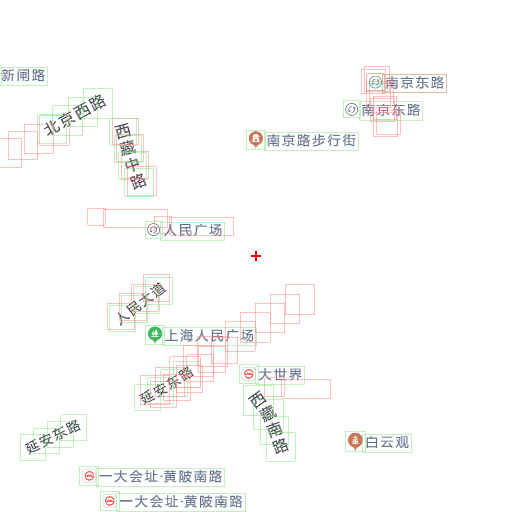 新闸路
南京东路
北京西路
南京东路
西藏中路
南京路步行街
人民广场
人民大道
上海人民广场
延安东路
大世界
西藏南路
延安东路
白云观
一大会址·黄陂南路
一大会址·黄陂南路